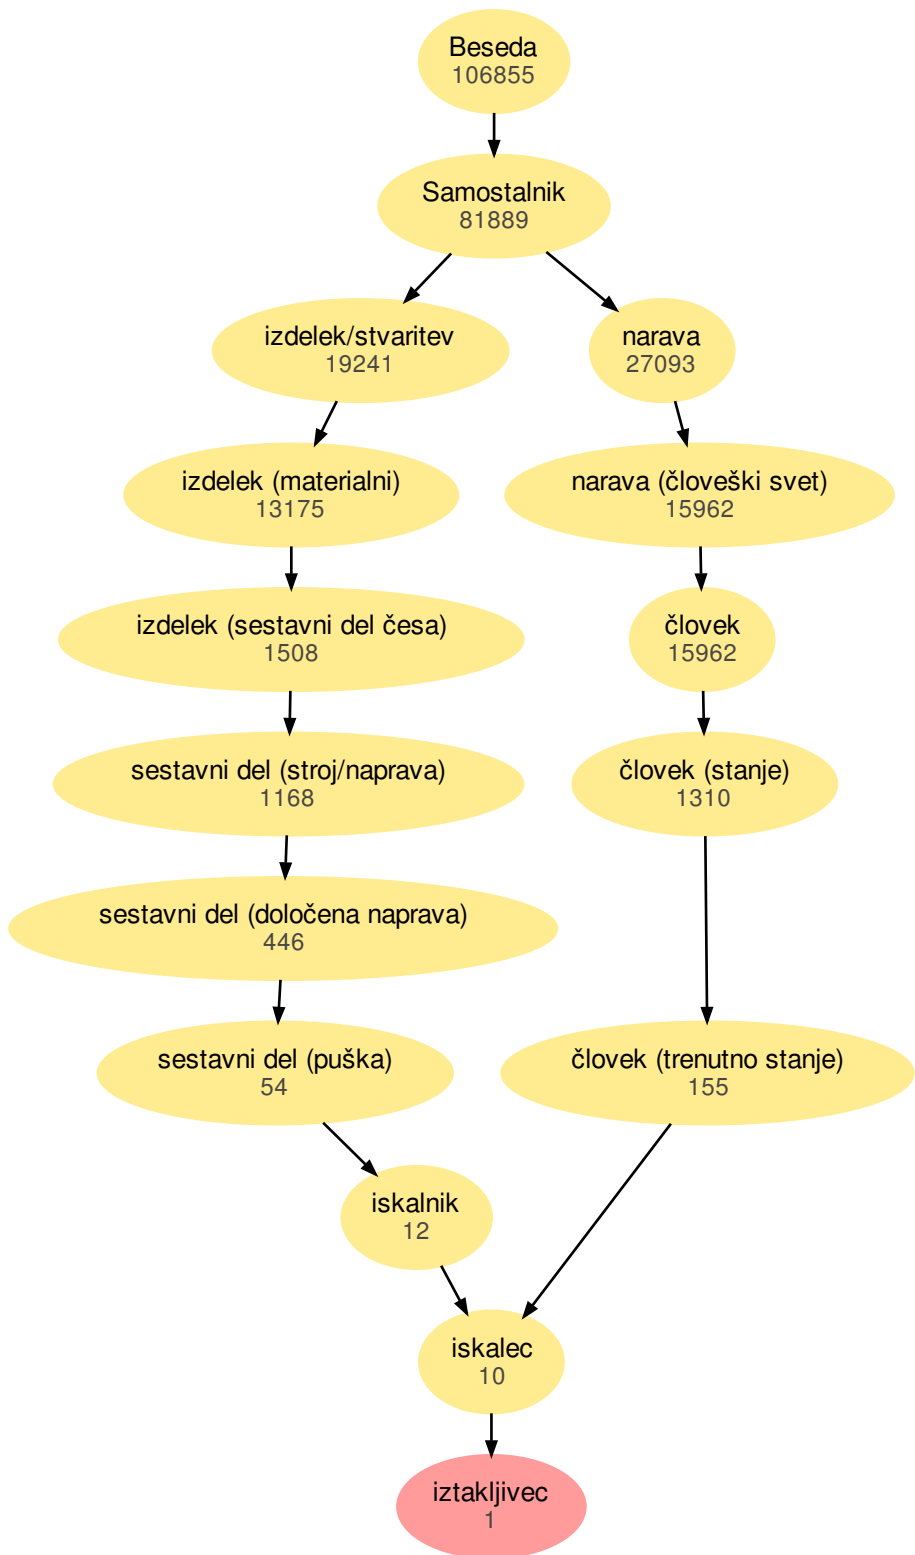 Beseda
106855
Samostalnik
81889
izdelek/stvaritev
19241
narava
27093
izdelek (materialni)
13175
narava (človeški svet)
15962
izdelek (sestavni del česa)
1508
človek
15962
sestavni del (stroj/naprava)
1168
človek (stanje)
1310
sestavni del (določena naprava)
446
sestavni del (puška)
54
človek (trenutno stanje)
155
iskalnik
12
iskalec
10
iztakljivec
1